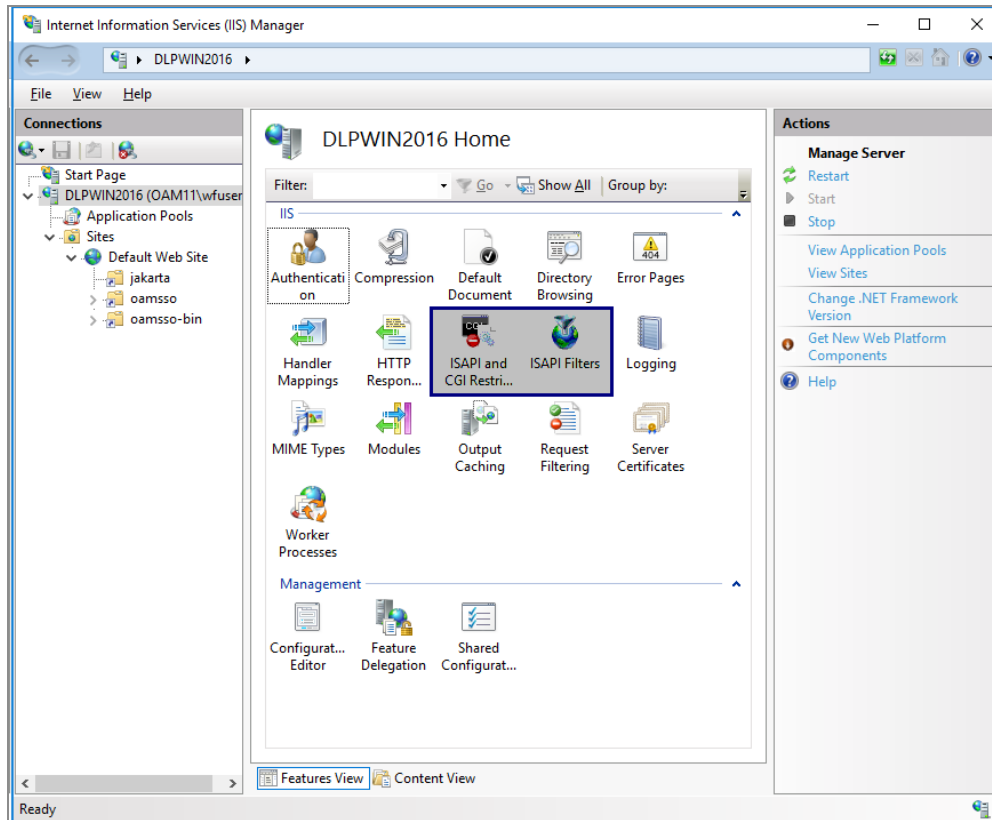 Internet Information Services (IIS) Manager
DLPWIN2016
File View Help
Connections
Start Page
DLPWIN2016 (OAM11\wfuser
Application Pools
Sites
Default Web Site
jakarta
oamsso
oamsso-bin
DLPWIN2016 Home
Filter: Go Show All Group by:
IIS
Authenticati
on
Compression
Default
Document
Directory
Browsing
404
Error Pages
Handler
Mappings
HTTP
Respon...
CGI
ISAPI and
CGI Restri...
ISAPI Filters
Logging
MIME Types
Modules
Output
Caching
Request
Filtering
Server
Certificates
Worker
Processes
Management
Configurat...
Editor
Feature
Delegation
Shared
Configurat...
Features View Content View
Actions
Manage Server
Restart
Start
Stop
View Application Pools
View Sites
Change .NET Framework
Version
Get New Web Platform
Components
Help
Ready